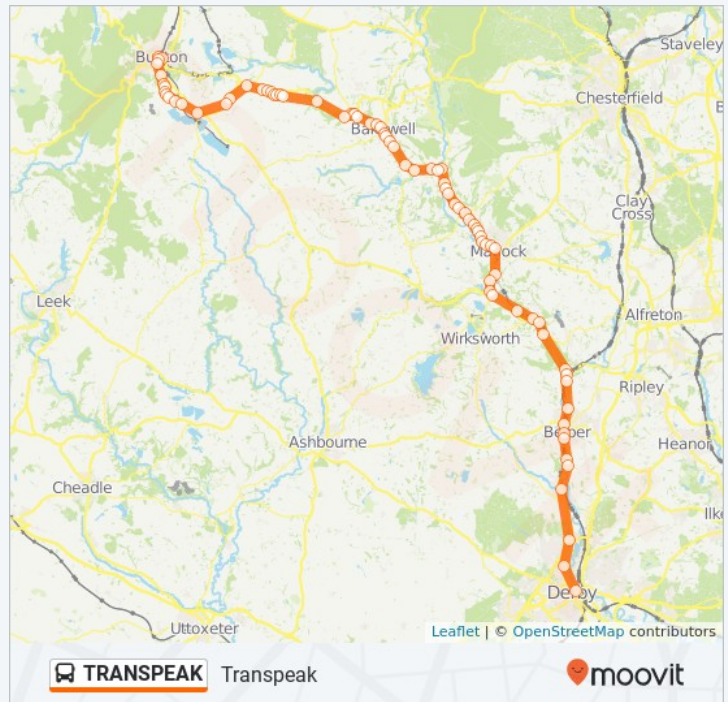 Staveley
Buxton
Chesterfield
Bakewell
Clay
Cross
Matlock
Leek
Alfreton
Wirksworth
Ripley
Ashbourne
Belper
Heanor
Cheadle
Ilke
Derby
Uttoxeter
Leaflet | © OpenStreetMap contributors
TRANSPEAK Transpeak
moovit